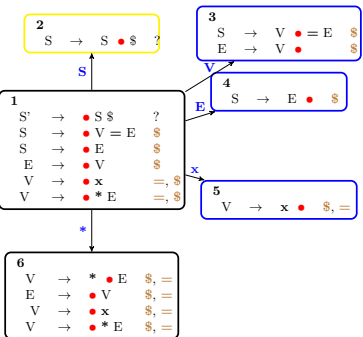 2
S → S • $ ?
3
S → V • = E $
E → V • $
S
V
4
S → E • $
E
1
S' → • S $ ?
S → • V = E $
S → • E $
E → • V $
V → • x =, $
V → • * E =, $
x
5
V → x • $, =
*
6
V → * • E $, =
E → • V $, =
V → • x $, =
V → • * E $, =